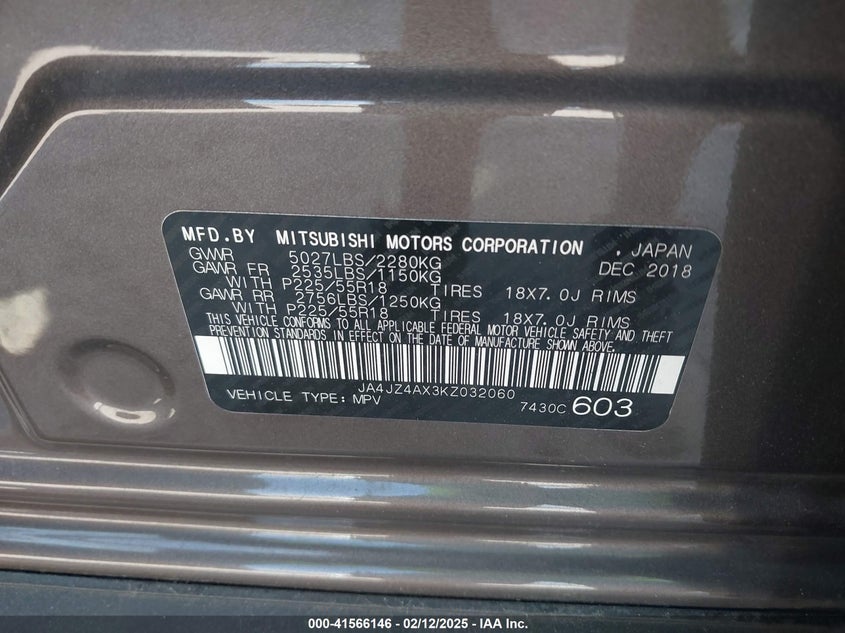 MFD.BY MITSUBISHI MOTORS CORPORATION , JAPAN
GVWR 5027LBS/2280KG DEC 2018
GAWR FR 2535LBS/1150KG
WITH P225/55R18 TIRES 18X7.0J RIMS
GAWR RR 2756LBS/1250KG
WITH P225/55R18 TIRES 18X7.0J RIMS
THIS VEHICLE CONFORMS TO ALL APPLICABLE FEDERAL MOTOR VEHICLE SAFETY AND THEFT
PREVENTION STANDARDS IN EFFECT ON THE DATE OF MANUFACTURE SHOWN ABOVE.
JA4JZ4AX3KZ032060
VEHICLE TYPE: MPV 7430C 603
000-41566146 - 02/12/2025 - IAA Inc.